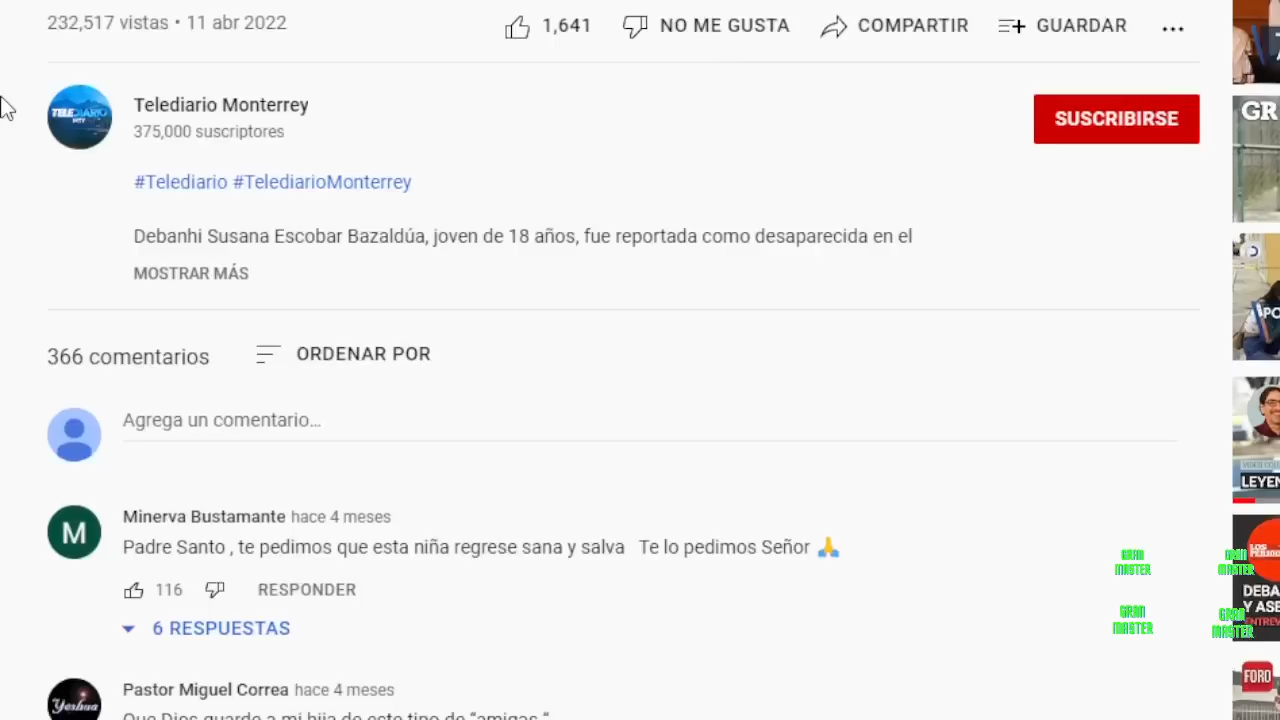 232,517 vistas • 11 abr 2022
1,641
NO ME GUSTA
COMPARTIR
GUARDAR
TELEDIARIO
Telediario Monterrey
375,000 suscriptores
SUSCRIBIRSE
#Telediario #TelediarioMonterrey
Debanhi Susana Escobar Bazaldúa, joven de 18 años, fue reportada como desaparecida en el
MOSTRAR MÁS
366 comentarios
ORDENAR POR
Agrega un comentario...
M
Minerva Bustamante hace 4 meses
Padre Santo , te pedimos que esta niña regrese sana y salva Te lo pedimos Señor 🙏
116
RESPONDER
6 RESPUESTAS
Yeshua
Pastor Miguel Correa hace 4 meses
Que Dios guarde a mi hija de este tipo de “amigas “
GR
PO
LEYEN
DEBA
Y ASE
ENTREV
FORO
GRAN MASTER
GRAN MASTER
GRAN MASTER
GRAN MASTER